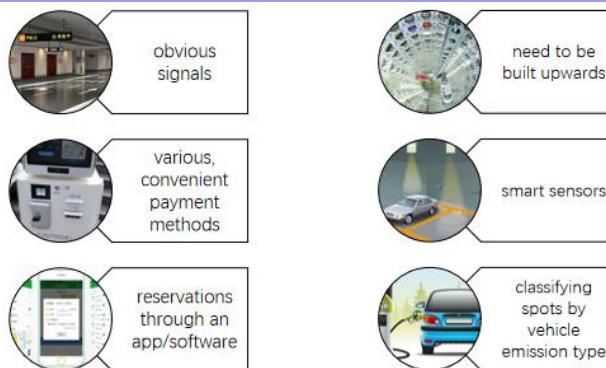 obvious
signals
various,
convenient
payment
methods
reservations
through an
app/software
need to be
built upwards
smart sensors
classifying
spots by
vehicle
emission type